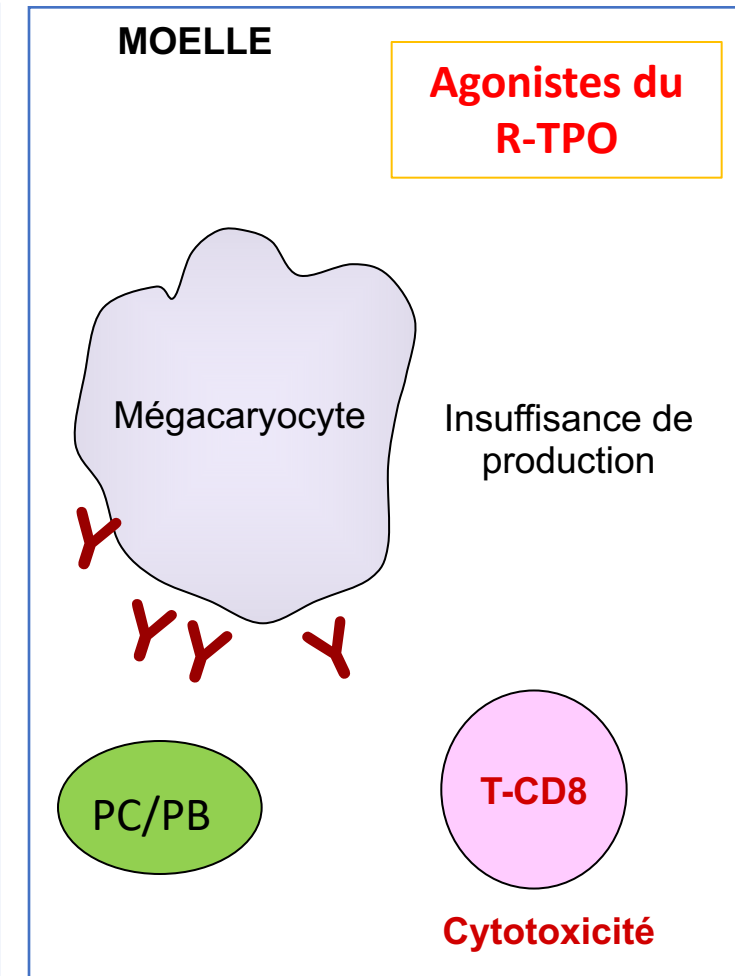 MOELLE
Agonistes du
R-TPO
Mégacaryocyte
Insuffisance de
production
PC/PB
T-CD8
Cytotoxicité